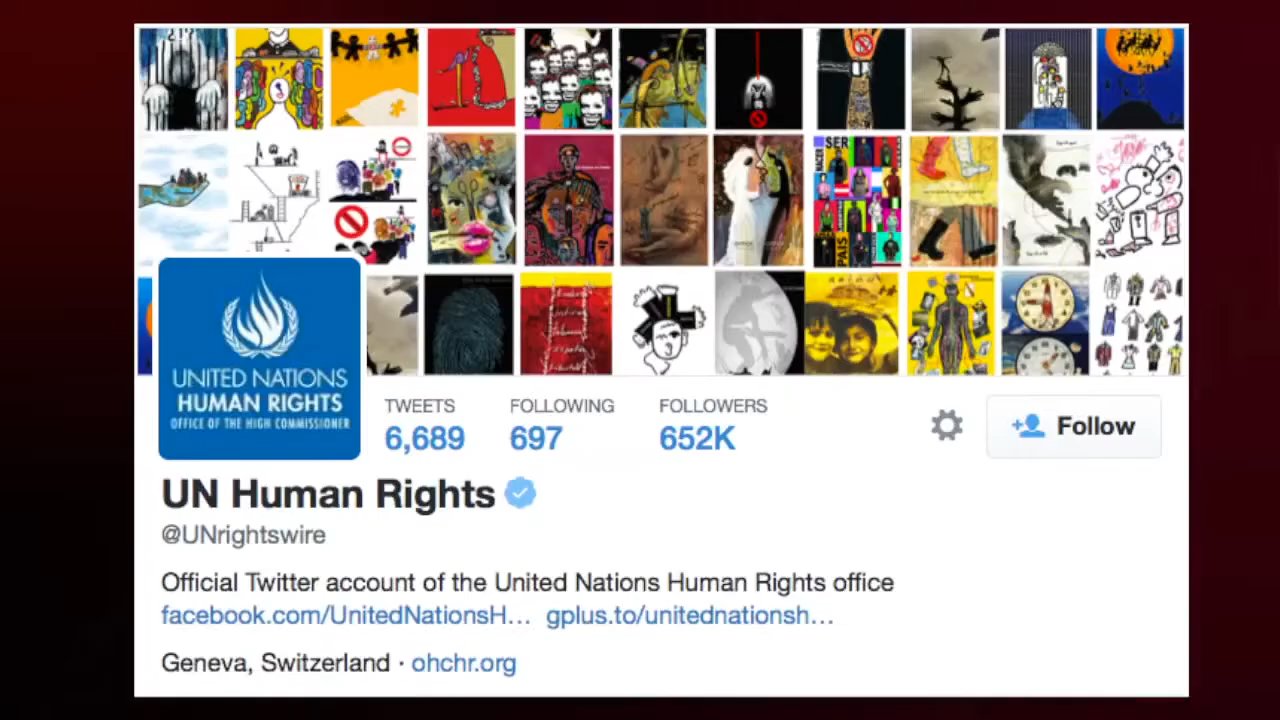 SER
UNITED NATIONS
HUMAN RIGHTS
OFFICE OF THE HIGH COMMISSIONER
TWEETS FOLLOWING FOLLOWERS
6,689 697 652K
Follow
UN Human Rights
@UNrightswire
Official Twitter account of the United Nations Human Rights office
facebook.com/UnitedNationsH... gplus.to/unitednationsh...
Geneva, Switzerland · ohchr.org